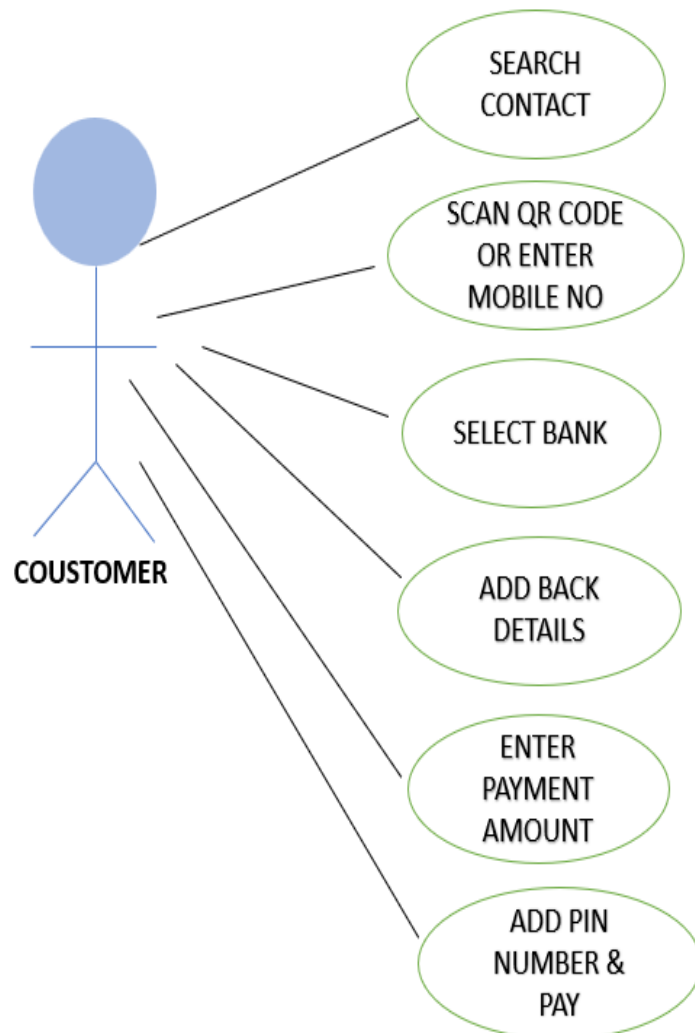 SEARCH
CONTACT
SCAN QR CODE
OR ENTER
MOBILE NO
SELECT BANK
COUSTOMER
ADD BACK
DETAILS
ENTER
PAYMENT
AMOUNT
ADD PIN
NUMBER &
PAY